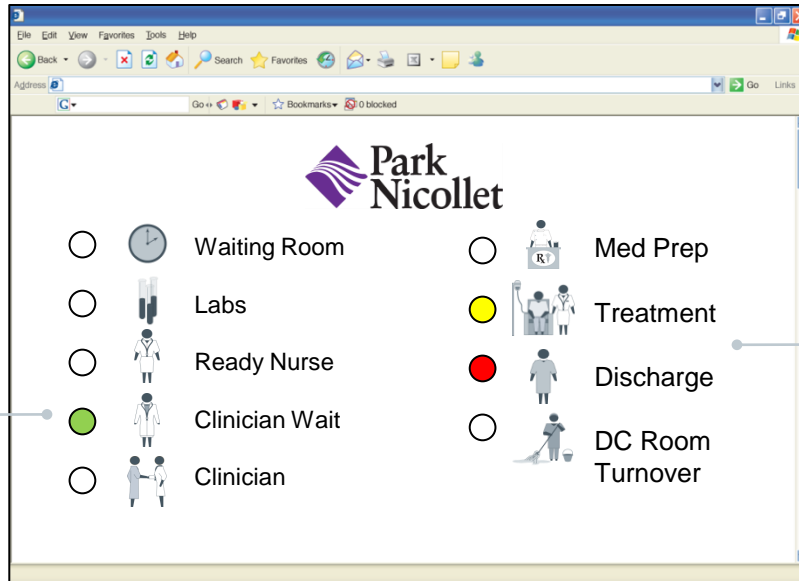 File Edit View Favorites Tools Help
Back Search Favorites
Address Go Links
G Go Bookmarks 0 blocked
Park
Nicollet
Waiting Room
Labs
Ready Nurse
Clinician Wait
Clinician
Med Prep
Treatment
Discharge
DC Room
Turnover